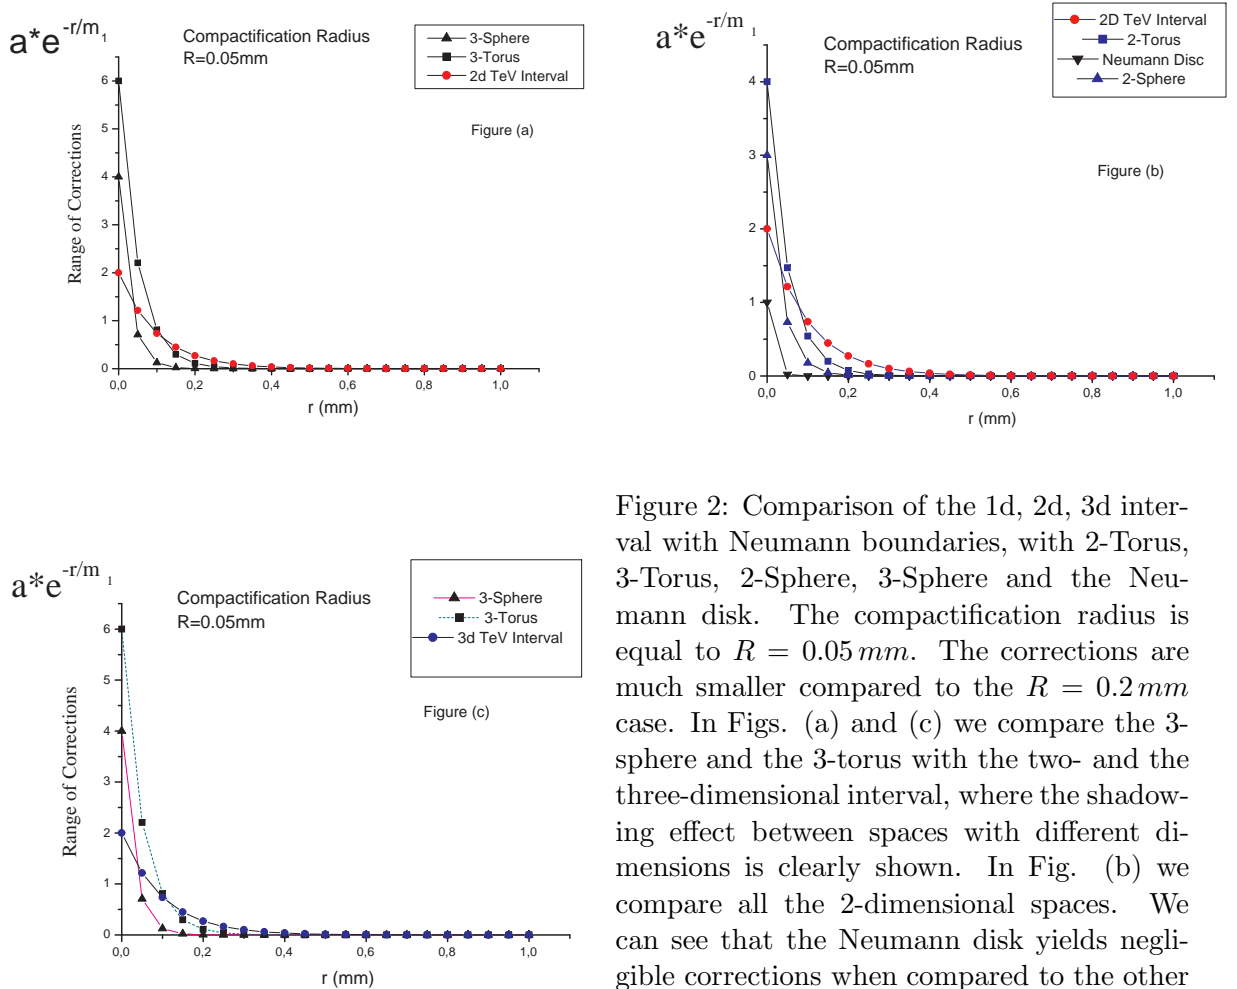 a*e^-r/m_1
Compactification Radius
R=0.05mm
3-Sphere
3-Torus
2d TeV Interval
Figure (a)
Range of Corrections
6
5
4
3
2
1
0
0,0 0,2 0,4 0,6 0,8 1,0
r (mm)
a*e^-r/m_1
Compactification Radius
R=0.05mm
2D TeV Interval
2-Torus
Neumann Disc
2-Sphere
Figure (b)
4
3
2
1
0
0,0 0,2 0,4 0,6 0,8 1,0
r (mm)
a*e^-r/m_1
Compactification Radius
R=0.05mm
3-Sphere
3-Torus
3d TeV Interval
Figure (c)
Range of Corrections
6
5
4
3
2
1
0
0,0 0,2 0,4 0,6 0,8 1,0
r (mm)
Figure 2: Comparison of the 1d, 2d, 3d inter-
val with Neumann boundaries, with 2-Torus,
3-Torus, 2-Sphere, 3-Sphere and the Neu-
mann disk. The compactification radius is
equal to R = 0.05 mm. The corrections are
much smaller compared to the R = 0.2 mm
case. In Figs. (a) and (c) we compare the 3-
sphere and the 3-torus with the two- and the
three-dimensional interval, where the shadow-
ing effect between spaces with different di-
mensions is clearly shown. In Fig. (b) we
compare all the 2-dimensional spaces. We
can see that the Neumann disk yields negli-
gible corrections when compared to the other